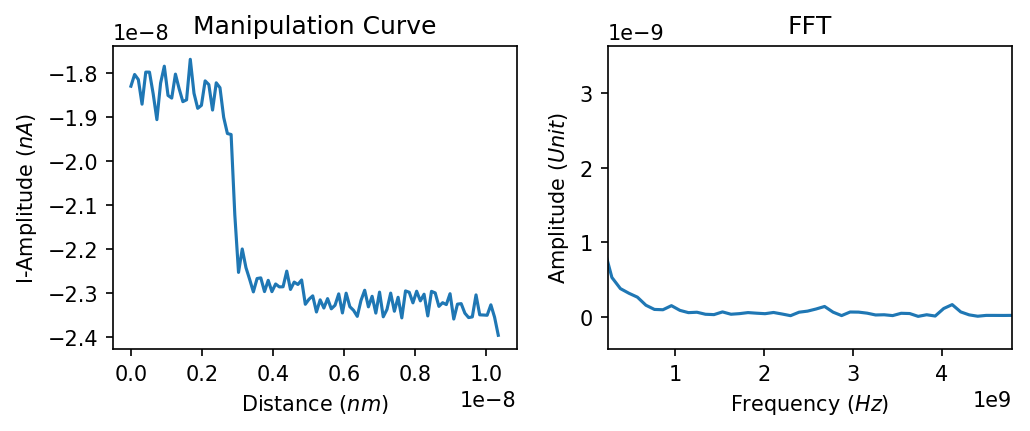 Manipulation Curve
1e−8
−1.8
−1.9
−2.0
−2.1
−2.2
−2.3
−2.4
I-Amplitude (nA)
0.0 0.2 0.4 0.6 0.8 1.0
1e−8
Distance (nm)
FFT
1e−9
3
2
1
0
Amplitude (Unit)
1 2 3 4
1e9
Frequency (Hz)